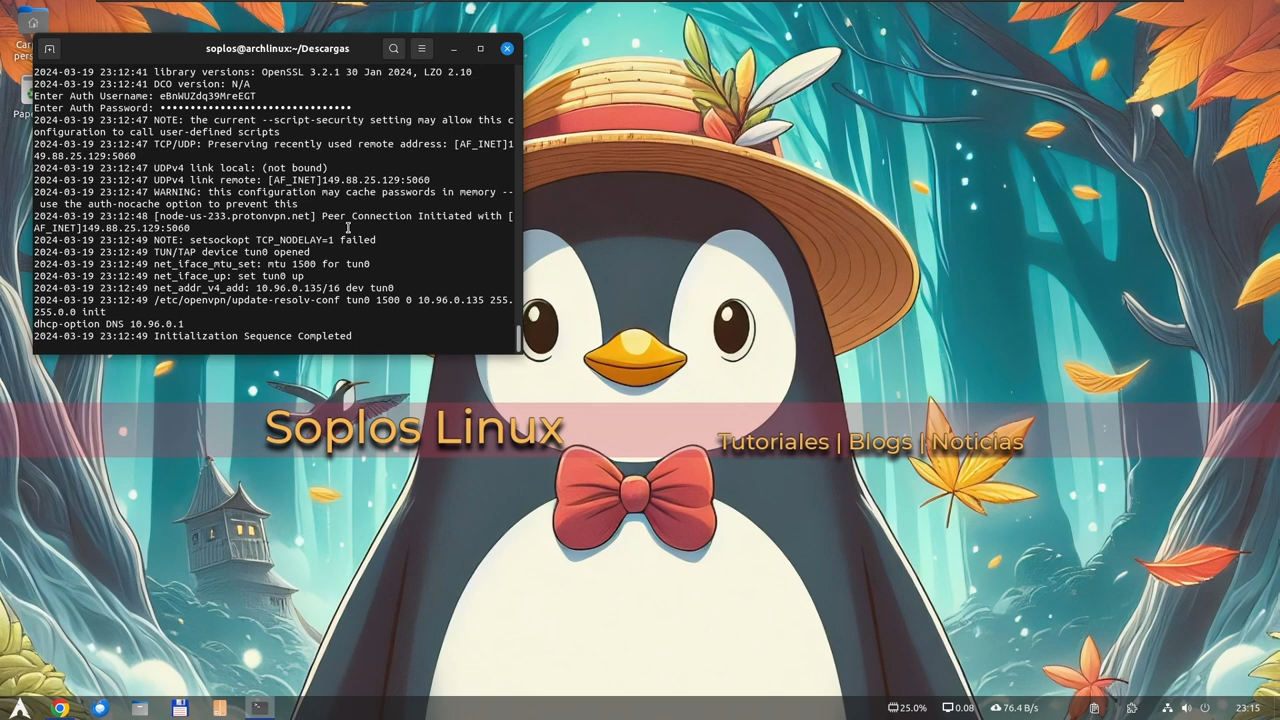 Car
pers
Pape
soplos@archlinux:~/Descargas
2024-03-19 23:12:41 library versions: OpenSSL 3.2.1 30 Jan 2024, LZO 2.10
2024-03-19 23:12:41 DCO version: N/A
Enter Auth Username: eBnWUZdq39MreEGT
Enter Auth Password: ••••••••••••••••••••••••••••••••
2024-03-19 23:12:47 NOTE: the current --script-security setting may allow this c
onfiguration to call user-defined scripts
2024-03-19 23:12:47 TCP/UDP: Preserving recently used remote address: [AF_INET]1
49.88.25.129:5060
2024-03-19 23:12:47 UDPv4 link local: (not bound)
2024-03-19 23:12:47 UDPv4 link remote: [AF_INET]149.88.25.129:5060
2024-03-19 23:12:47 WARNING: this configuration may cache passwords in memory --
use the auth-nocache option to prevent this
2024-03-19 23:12:48 [node-us-233.protonvpn.net] Peer Connection Initiated with [
AF_INET]149.88.25.129:5060
2024-03-19 23:12:49 NOTE: setsockopt TCP_NODELAY=1 failed
2024-03-19 23:12:49 TUN/TAP device tun0 opened
2024-03-19 23:12:49 net_iface_mtu_set: mtu 1500 for tun0
2024-03-19 23:12:49 net_iface_up: set tun0 up
2024-03-19 23:12:49 net_addr_v4_add: 10.96.0.135/16 dev tun0
2024-03-19 23:12:49 /etc/openvpn/update-resolv-conf tun0 1500 0 10.96.0.135 255.
255.0.0 init
dhcp-option DNS 10.96.0.1
2024-03-19 23:12:49 Initialization Sequence Completed
Soplos Linux
Tutoriales | Blogs | Noticias
25.0% 0.08 76.4 B/s 23:15